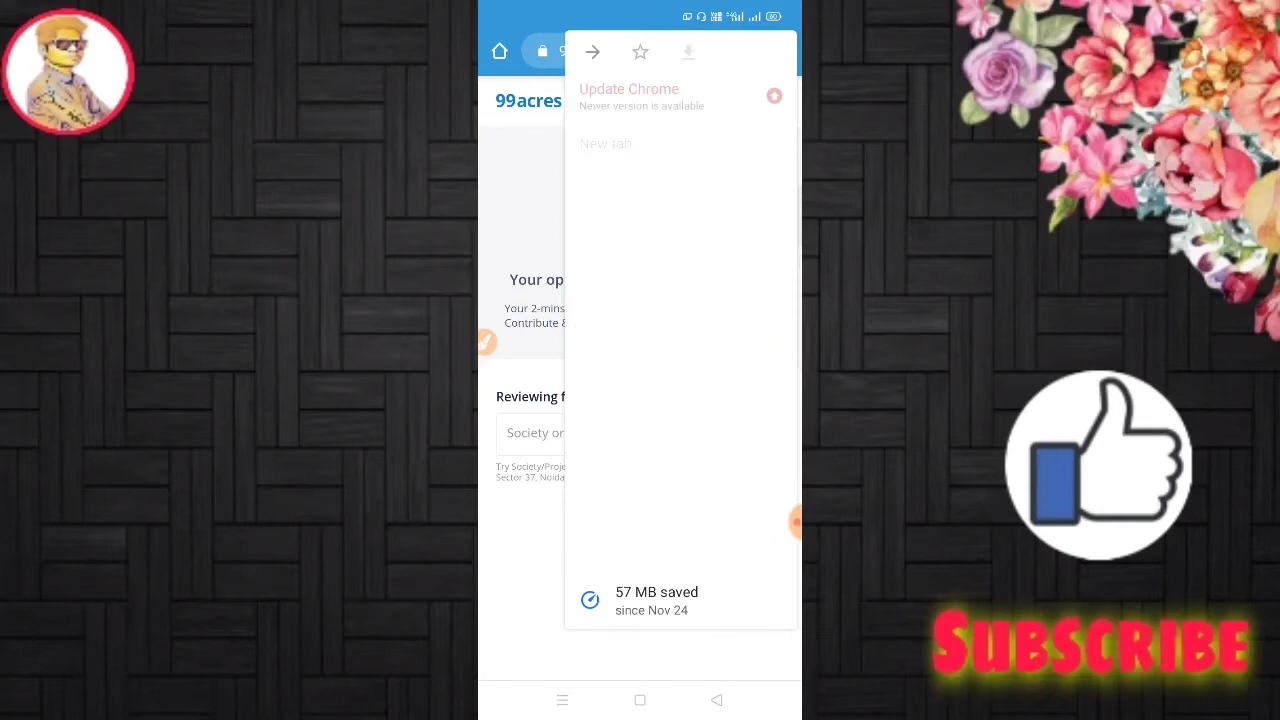 99acres
Update Chrome
Newer version is available
New tab
Your op
Your 2-mins
Contribute &
Reviewing f
Society or
Try Society/Proje
Sector 37, Noida
57 MB saved
since Nov 24
SUBSCRIBE